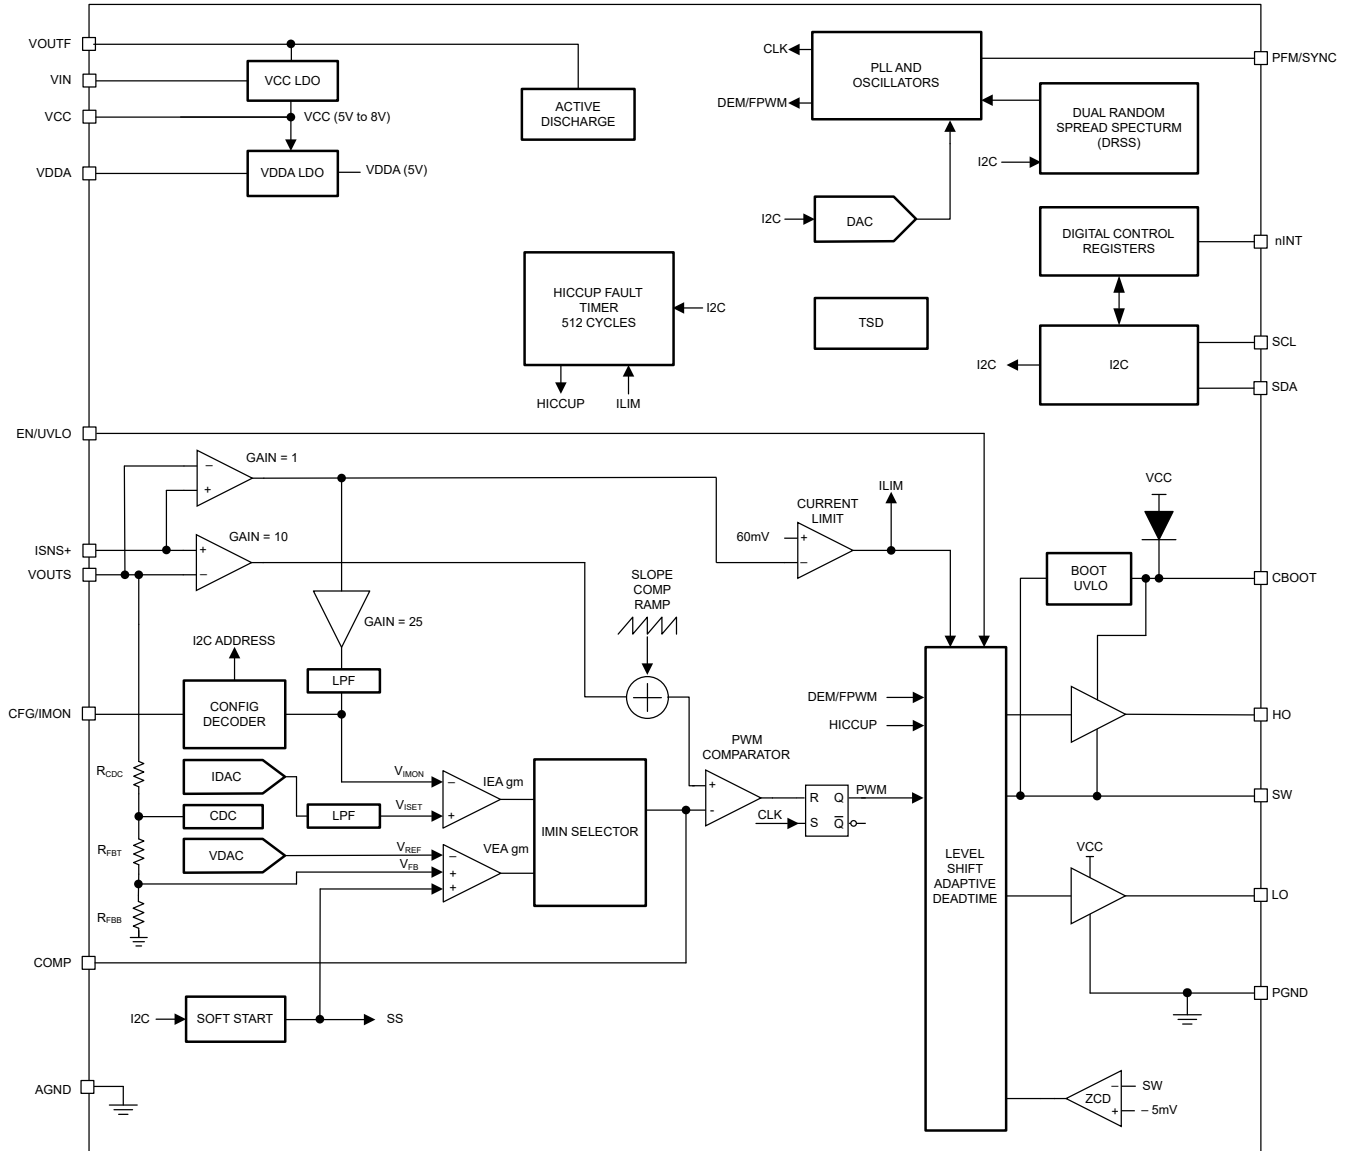 VOUTF
VIN
VCC
VDDA
VCC LDO
VCC (5V to 8V)
VDDA LDO
VDDA (5V)
ACTIVE
DISCHARGE
CLK
DEM/FPWM
PLL AND
OSCILLATORS
PFM/SYNC
DUAL RANDOM
SPREAD SPECTURM
(DRSS)
I2C
I2C
DAC
DIGITAL CONTROL
REGISTERS
nINT
HICCUP FAULT
TIMER
512 CYCLES
I2C
HICCUP
ILIM
TSD
I2C
I2C
SCL
SDA
EN/UVLO
GAIN = 1
−
+
ISNS+
VOUTS
GAIN = 10
+
−
GAIN = 25
LPF
I2C ADDRESS
CONFIG
DECODER
CFG/IMON
CURRENT
LIMIT
60mV
+
−
ILIM
SLOPE
COMP
RAMP
VCC
BOOT
UVLO
CBOOT
DEM/FPWM
HICCUP
HO
SW
RCDC
IDAC
CDC
LPF
VDAC
RFBT
RFBB
VIMON
VISET
−
+
IEA gm
VREF
VFB
−
+
+
VEA gm
IMIN SELECTOR
PWM
COMPARATOR
+
-
R Q
S Q̅
PWM
CLK
LEVEL
SHIFT
ADAPTIVE
DEADTIME
VCC
LO
COMP
PGND
I2C
SOFT START
SS
AGND
ZCD
− SW
+ − 5mV